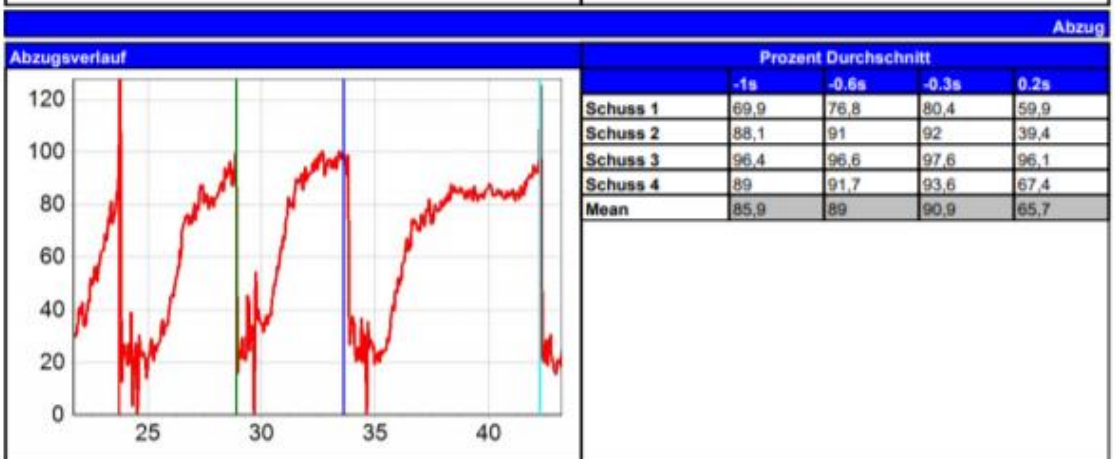 Abzug
Abzugsverlauf
120
100
80
60
40
20
0
25 30 35 40
Prozent Durchschnitt
-1s -0.6s -0.3s 0.2s
Schuss 1 69,9 76,8 80,4 59,9
Schuss 2 88,1 91 92 39,4
Schuss 3 96,4 96,6 97,6 96,1
Schuss 4 89 91,7 93,6 67,4
Mean 85,9 89 90,9 65,7